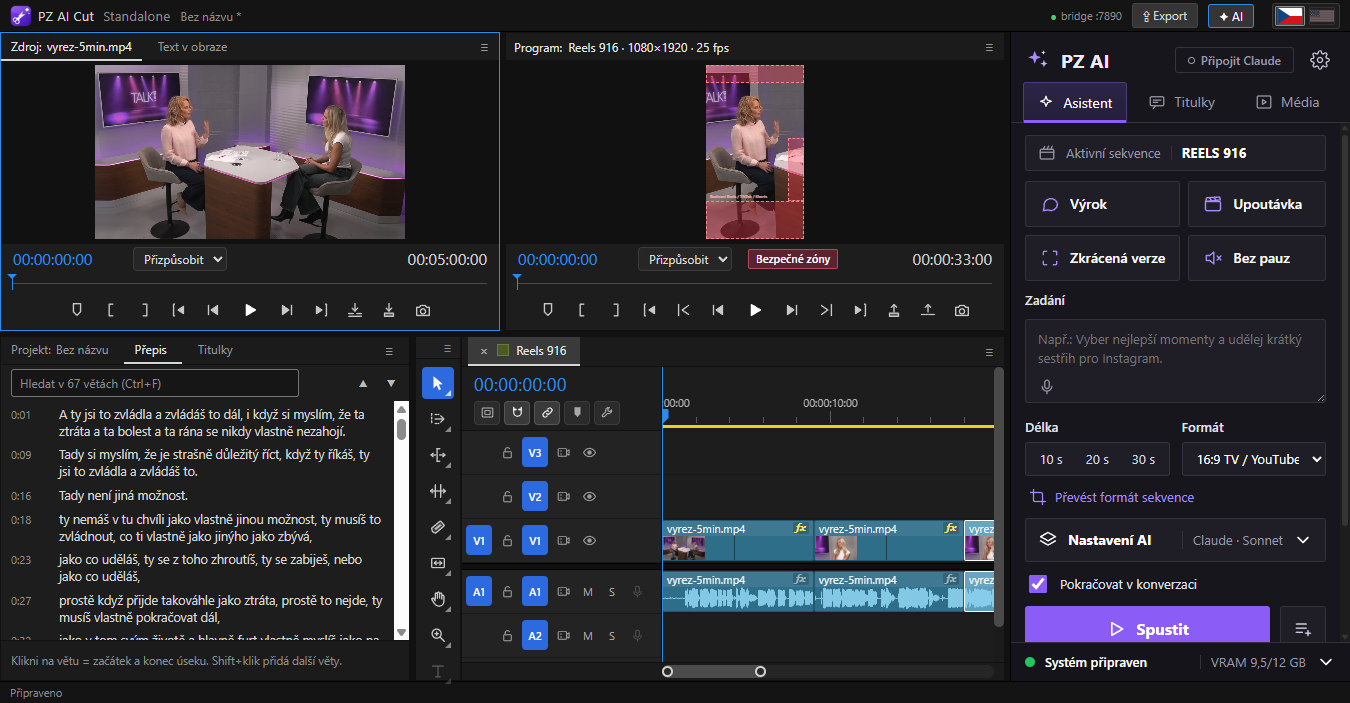 PZ AI Cut Standalone Bez názvu *
bridge :7890 Export AI
Zdroj: vyrez-5min.mp4 Text v obraze
Program: Reels 916 · 1080×1920 · 25 fps
TALK
00:00:00:00 Přizpůsobit 00:05:00:00
00:00:00:00 Přizpůsobit Bezpečné zóny 00:00:33:00
Projekt: Bez názvu Přepis Titulky
Hledat v 67 větách (Ctrl+F)
0:01 A ty jsi to zvládla a zvládáš to dál, i když si myslím, že ta
ztráta a ta bolest a ta rána se nikdy vlastně nezahojí.
0:09 Tady si myslím, že je strašně důležitý říct, když ty říkáš, ty
jsi to zvládla a zvládáš to.
0:16 Tady není jiná možnost.
0:18 ty nemáš v tu chvíli jako vlastně jinou možnost, ty musíš to
zvládnout, co ti vlastně jako jinýho jako zbývá,
0:23 jako co uděláš, ty se z toho zhroutíš, ty se zabiješ, nebo
jako co uděláš,
0:27 prostě když přijde takováhle jako ztráta, prostě to nejde, ty
musíš vlastně pokračovat dál,
Klikni na větu = začátek a konec úseku. Shift+klik přidá další věty.
Připraveno
Reels 916
00:00:00:00
00:00 00:00:10:00
V3
V2
V1 V1
A1 A1 M S
A2 M S
vyrez-5min.mp4 fx vyrez-5min.mp4 fx vyrez
vyrez-5min.mp4 fx vyrez-5min.mp4 fx vyrez
PZ AI Připojit Claude
Asistent Titulky Média
Aktivní sekvence REELS 916
Výrok Upoutávka
Zkrácená verze Bez pauz
Zadání
Např.: Vyber nejlepší momenty a udělej krátký
sestřih pro Instagram.
Délka Formát
10 s 20 s 30 s 16:9 TV / YouTube
Převést formát sekvence
Nastavení AI Claude · Sonnet
Pokračovat v konverzaci
Spustit
Systém připraven VRAM 9,5/12 GB